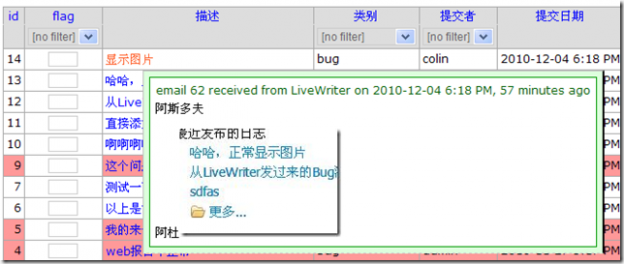 id flag 描述 类别 提交者 提交日期
[no filter] [no filter] [no filter]
14 显示图片 bug colin 2010-12-04 6:18 PM
13 哈哈, PM
12 从Live PM
11 直接添 PM
10 PM
9 这个问 PM
7 测试一 PM
6 以上是 PM
5 我的来 PM
4 web报
email 62 received from LiveWriter on 2010-12-04 6:18 PM, 57 minutes ago
阿斯多夫
最近发布的日志
哈哈，正常显示图片
从LiveWriter发过来的Bug
sdfas
更多...
阿杜